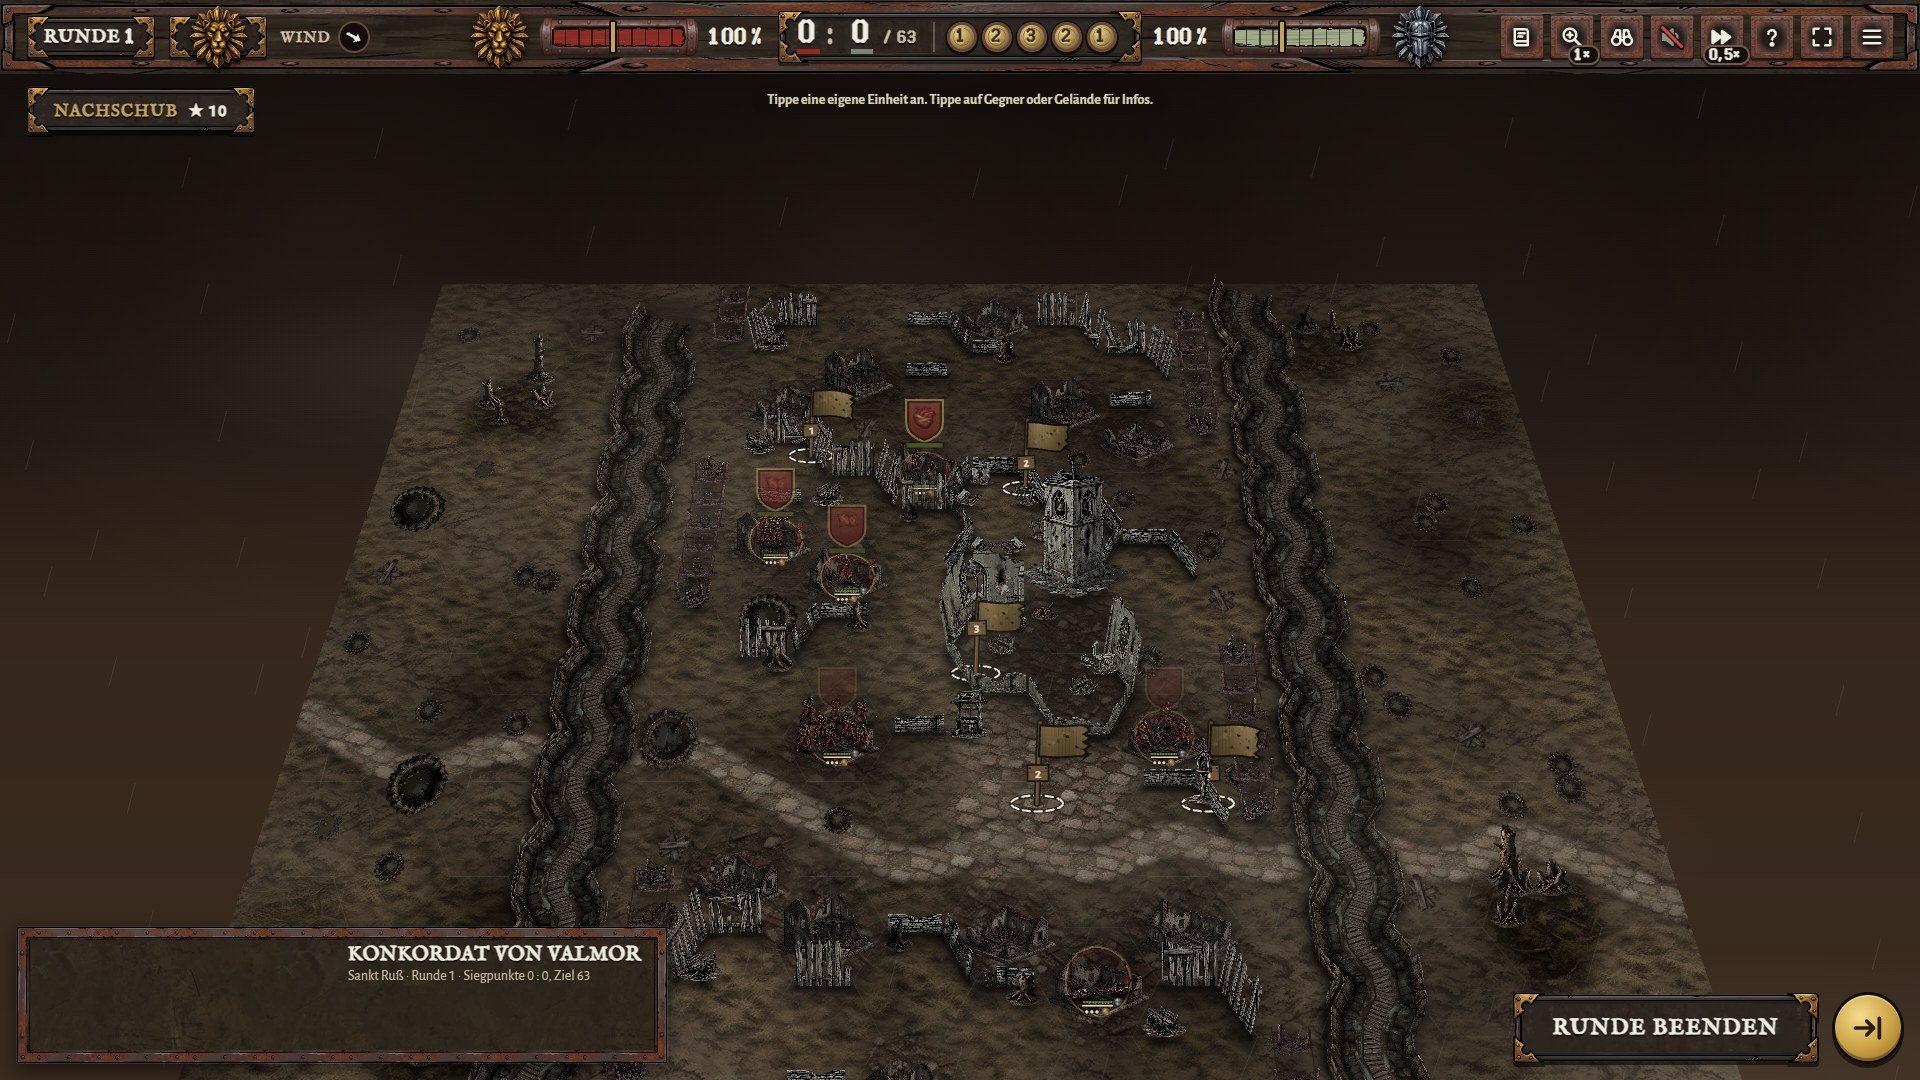 RUNDE 1
WIND
100 %
0 : 0 / 63
1 2 3 2 1
100 %
1×
0,5×
?
NACHSCHUB ★ 10
Tippe eine eigene Einheit an. Tippe auf Gegner oder Gelände für Infos.
1
2
3
2
KONKORDAT VON VALMOR
Sankt Ruß · Runde 1 · Siegpunkte 0 : 0, Ziel 63
RUNDE BEENDEN